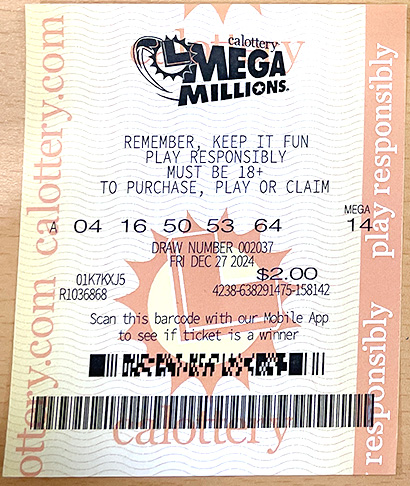 calottery
calottery
MEGA
MILLIONS®
REMEMBER, KEEP IT FUN
PLAY RESPONSIBLY
MUST BE 18+
TO PURCHASE, PLAY OR CLAIM
MEGA
A 04 16 50 53 64 14
DRAW NUMBER 002037
FRI DEC 27 2024
$2.00
01K7KXJ5
R1036868 4238-638291475-158142
Scan this barcode with our Mobile App
to see if ticket is a winner
calottery
calottery.com calottery.com
play responsibly
responsibly